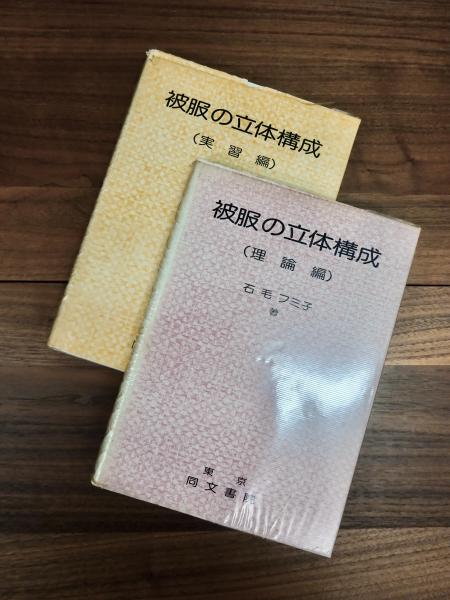 被服の立体構成
(実習編)
被服の立体構成
(理論編)
石毛フミ子
著
東京
同文書院